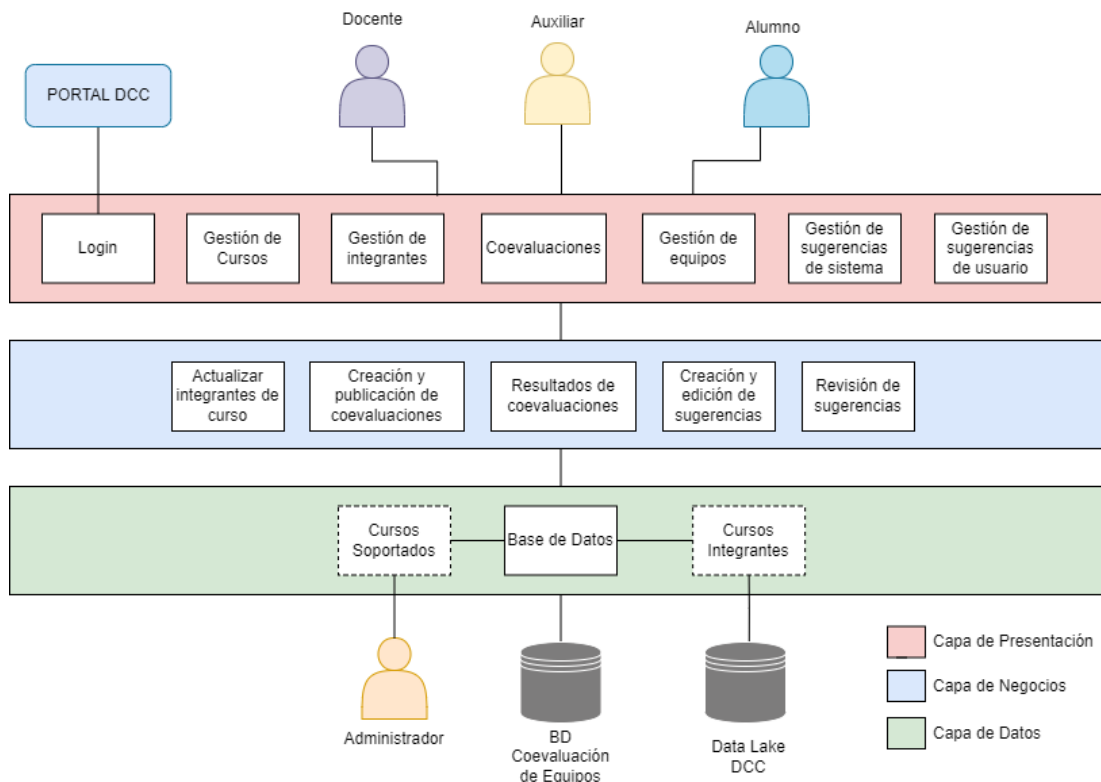 Docente
Auxiliar
Alumno
PORTAL DCC
Login
Gestión de
Cursos
Gestión de
integrantes
Coevaluaciones
Gestión de
equipos
Gestión de
sugerencias
de sistema
Gestión de
sugerencias
de usuario
Actualizar
integrantes de
curso
Creación y
publicación de
coevaluaciones
Resultados de
coevaluaciones
Creación y
edición de
sugerencias
Revisión de
sugerencias
Cursos
Soportados
Base de Datos
Cursos
Integrantes
Administrador
BD
Coevaluación
de Equipos
Data Lake
DCC
Capa de Presentación
Capa de Negocios
Capa de Datos